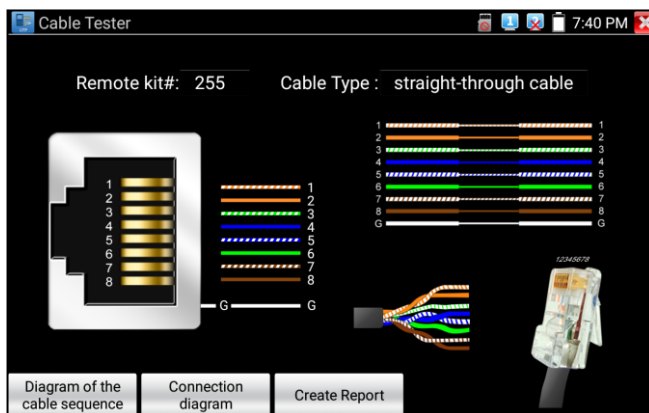 Cable Tester
1
7:40 PM
Remote kit#: 255
Cable Type : straight-through cable
1 1
2 2
3 3
4 4
5 5
6 6
7 7
8 8
G G
1
2
3
4
5
6
7
8
1
2
3
4
5
6
7
8
G G
12345678
Diagram of the
cable sequence
Connection
diagram
Create Report